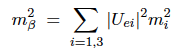 m_β^2 = ∑_{i=1,3} |U_{ei}|^2 m_i^2